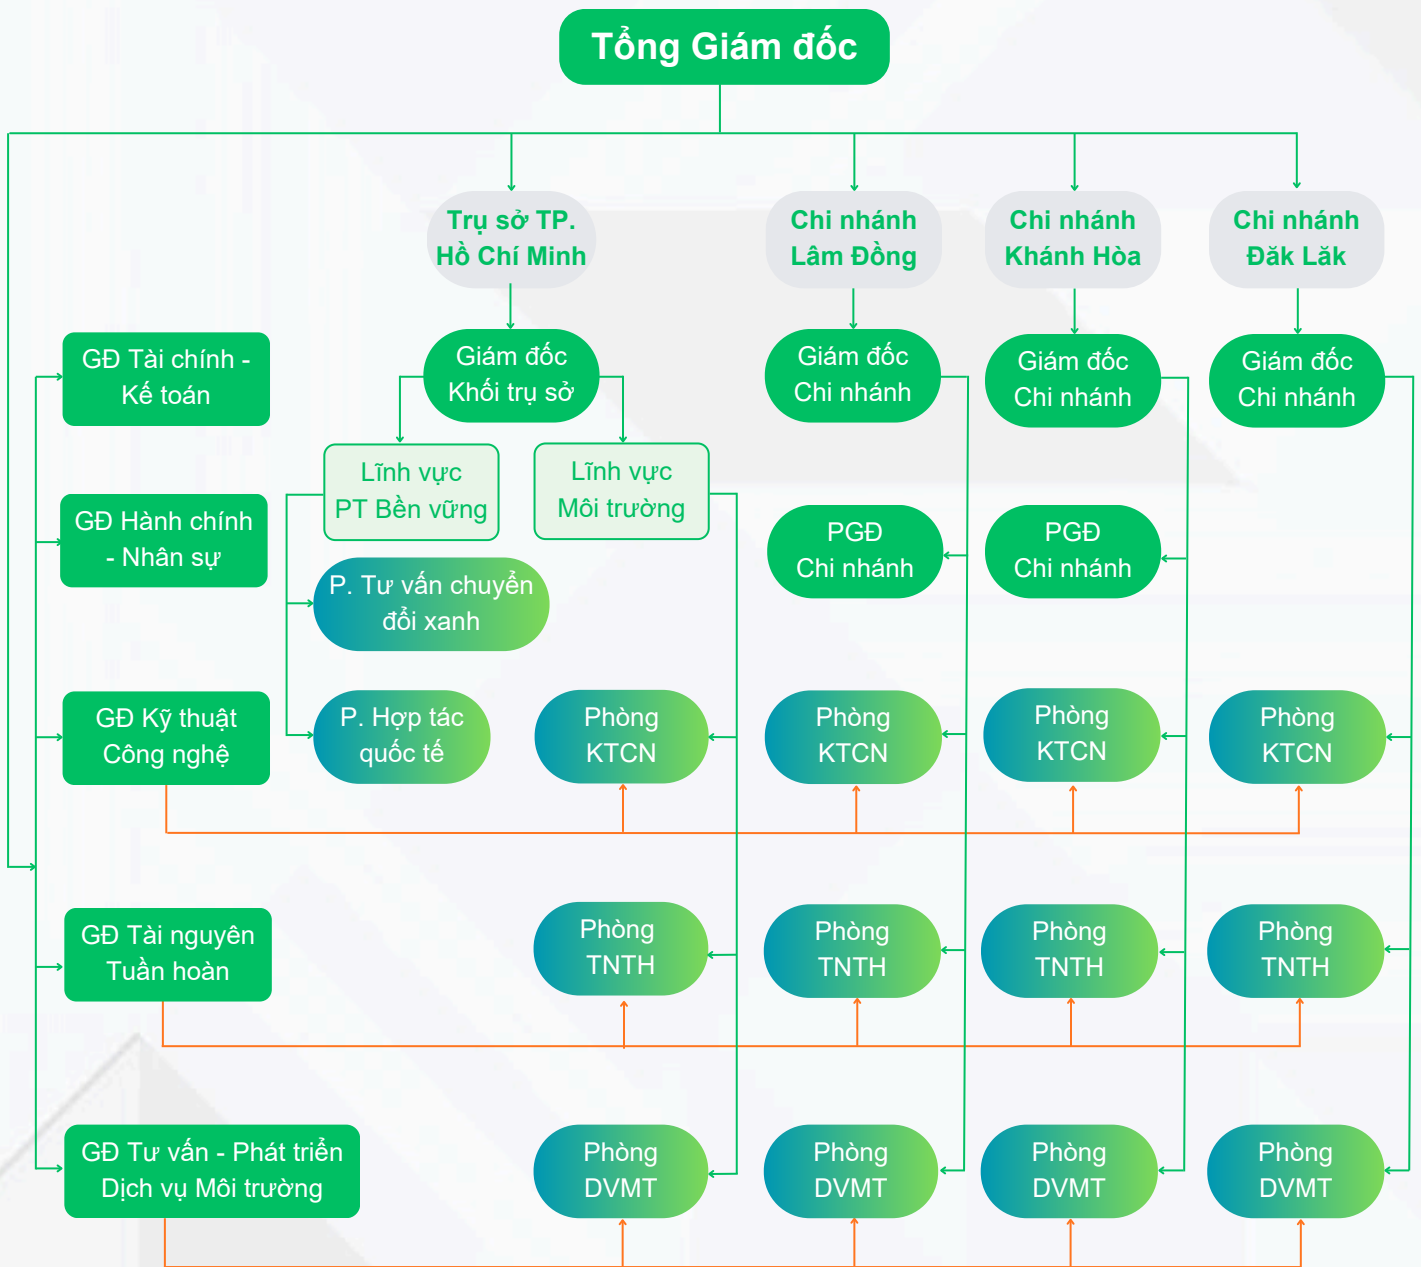 Tổng Giám đốc
Trụ sở TP.
Hồ Chí Minh
Chi nhánh
Lâm Đồng
Chi nhánh
Khánh Hòa
Chi nhánh
Đăk Lăk
GĐ Tài chính -
Kế toán
Giám đốc
Khối trụ sở
Giám đốc
Chi nhánh
Giám đốc
Chi nhánh
Giám đốc
Chi nhánh
Lĩnh vực
PT Bền vững
Lĩnh vực
Môi trường
GĐ Hành chính
- Nhân sự
PGĐ
Chi nhánh
PGĐ
Chi nhánh
P. Tư vấn chuyển
đổi xanh
GĐ Kỹ thuật
Công nghệ
P. Hợp tác
quốc tế
Phòng
KTCN
Phòng
KTCN
Phòng
KTCN
Phòng
KTCN
GĐ Tài nguyên
Tuần hoàn
Phòng
TNTH
Phòng
TNTH
Phòng
TNTH
Phòng
TNTH
GĐ Tư vấn - Phát triển
Dịch vụ Môi trường
Phòng
DVMT
Phòng
DVMT
Phòng
DVMT
Phòng
DVMT